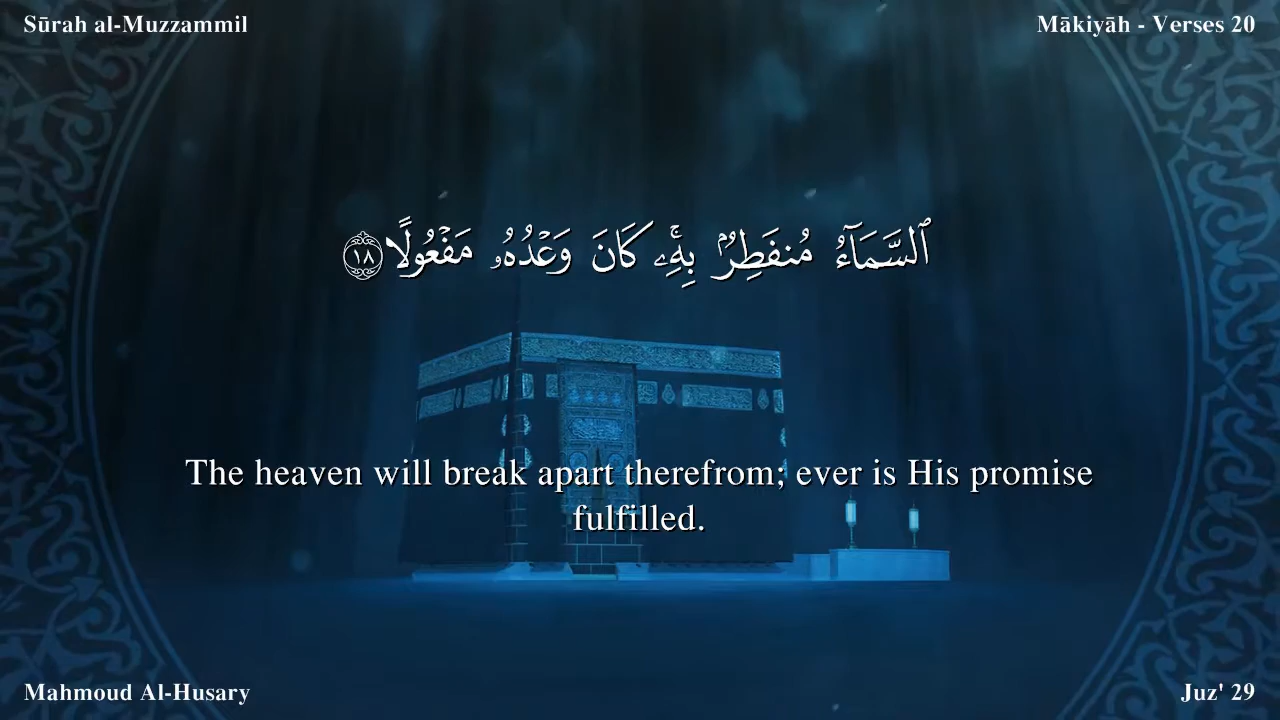 Sūrah al-Muzzammil
Mākiyāh - Verses 20
ٱلسَّمَآءُ مُنفَطِرٌۢ بِهِۦۚ كَانَ وَعْدُهُۥ مَفْعُولًا ١٨
The heaven will break apart therefrom; ever is His promise
fulfilled.
Mahmoud Al-Husary
Juz' 29